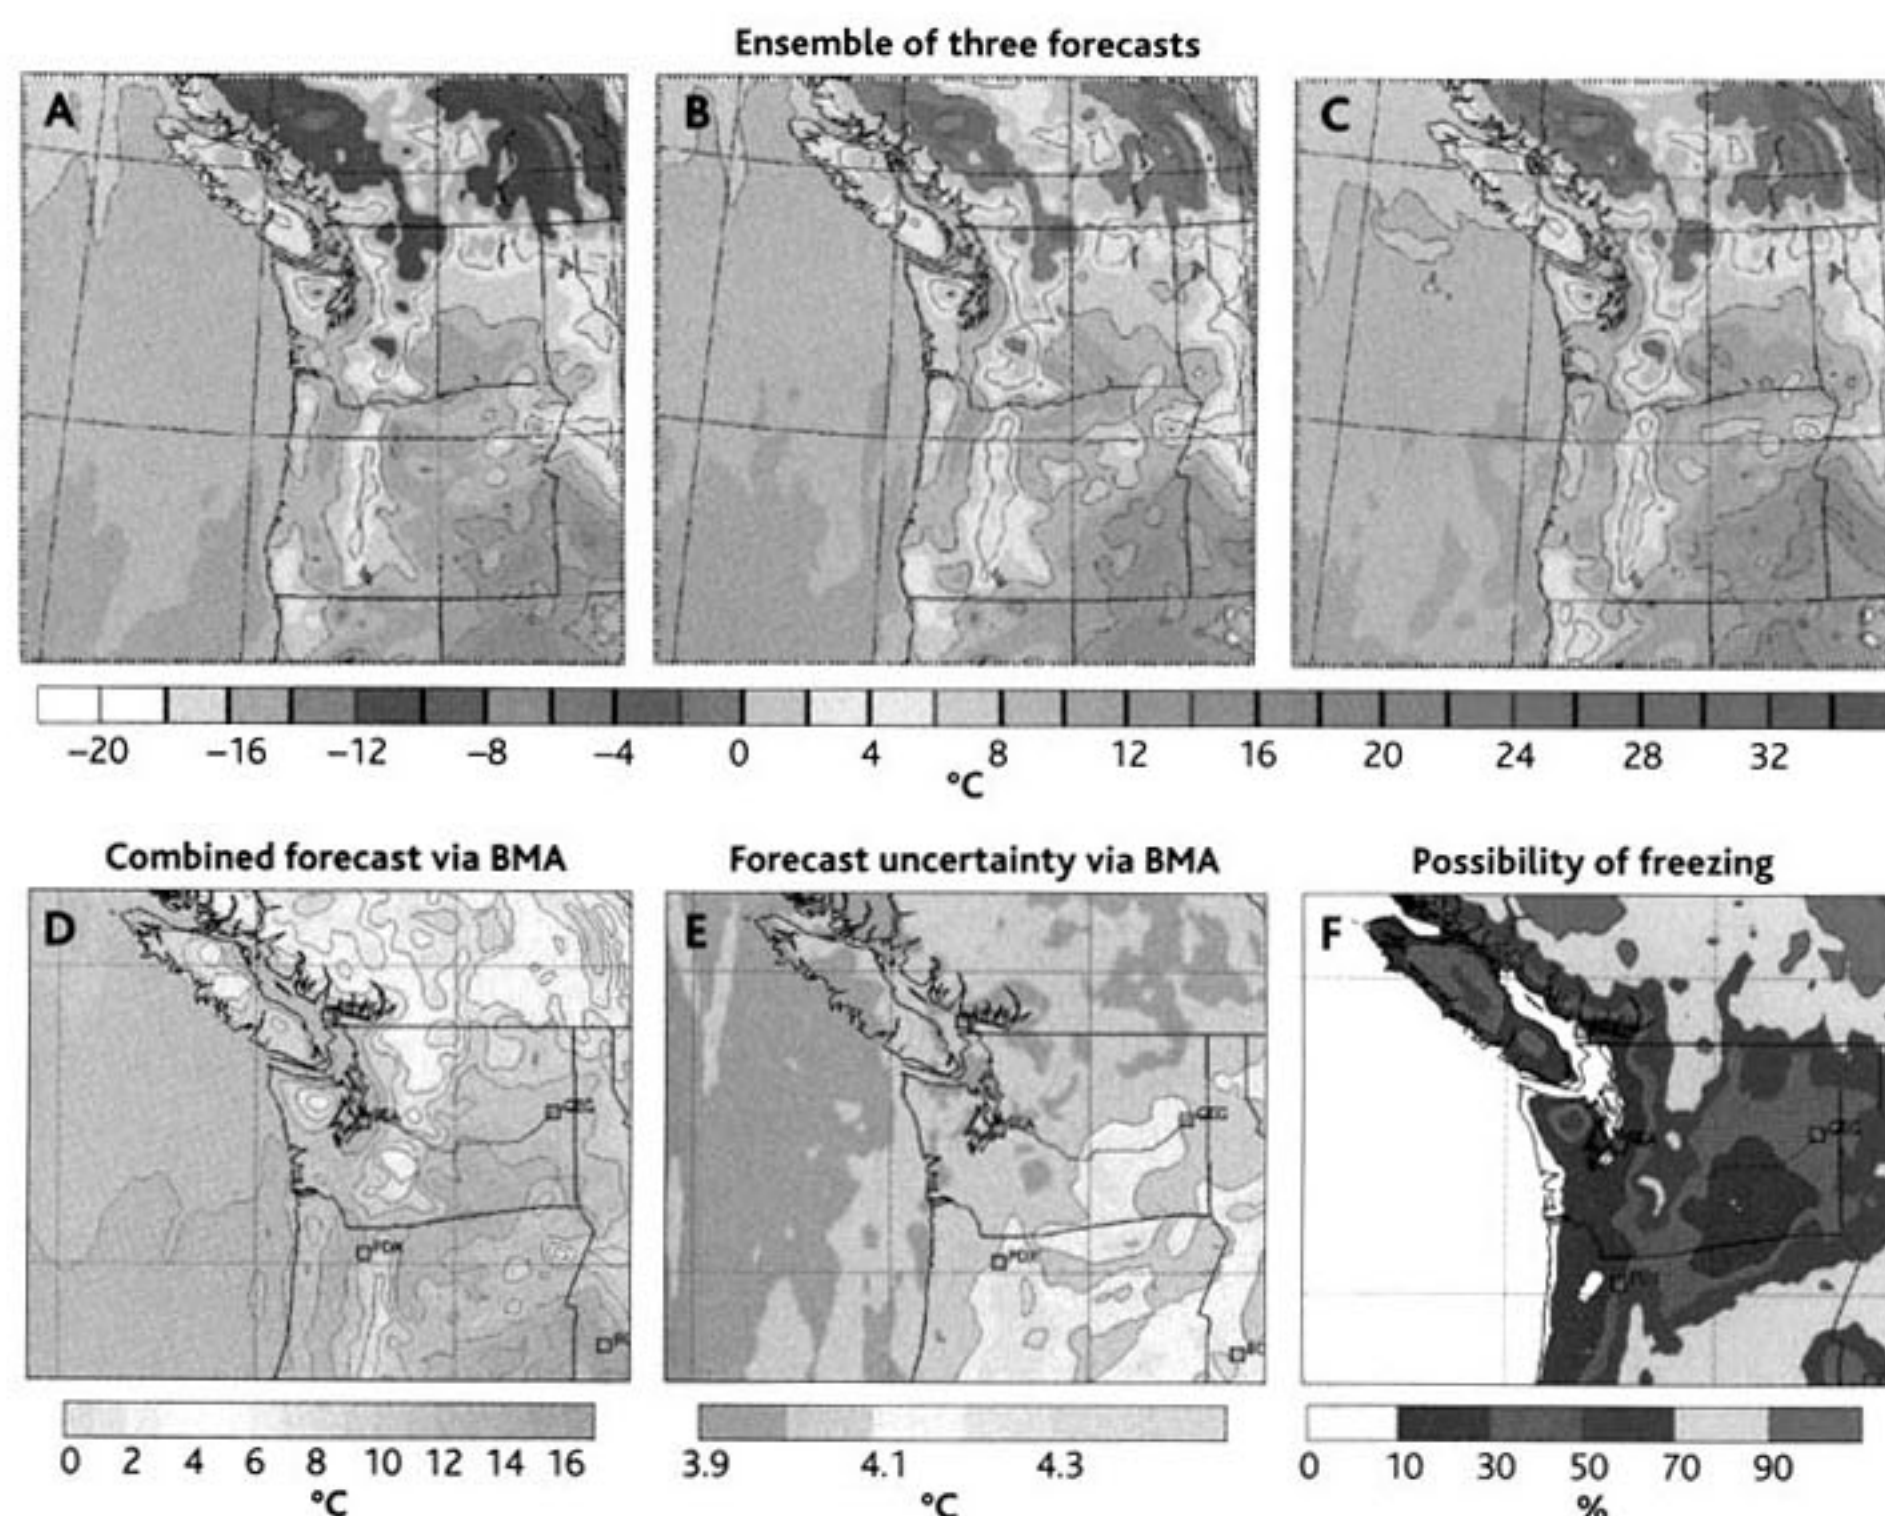 Ensemble of three forecasts
A
B
C
–20 –16 –12 –8 –4 0 4 8 12 16 20 24 28 32
°C
Combined forecast via BMA
Forecast uncertainty via BMA
Possibility of freezing
D
E
F
PDX
PDX
0 2 4 6 8 10 12 14 16
3.9 4.1 4.3
0 10 30 50 70 90
°C
°C
%